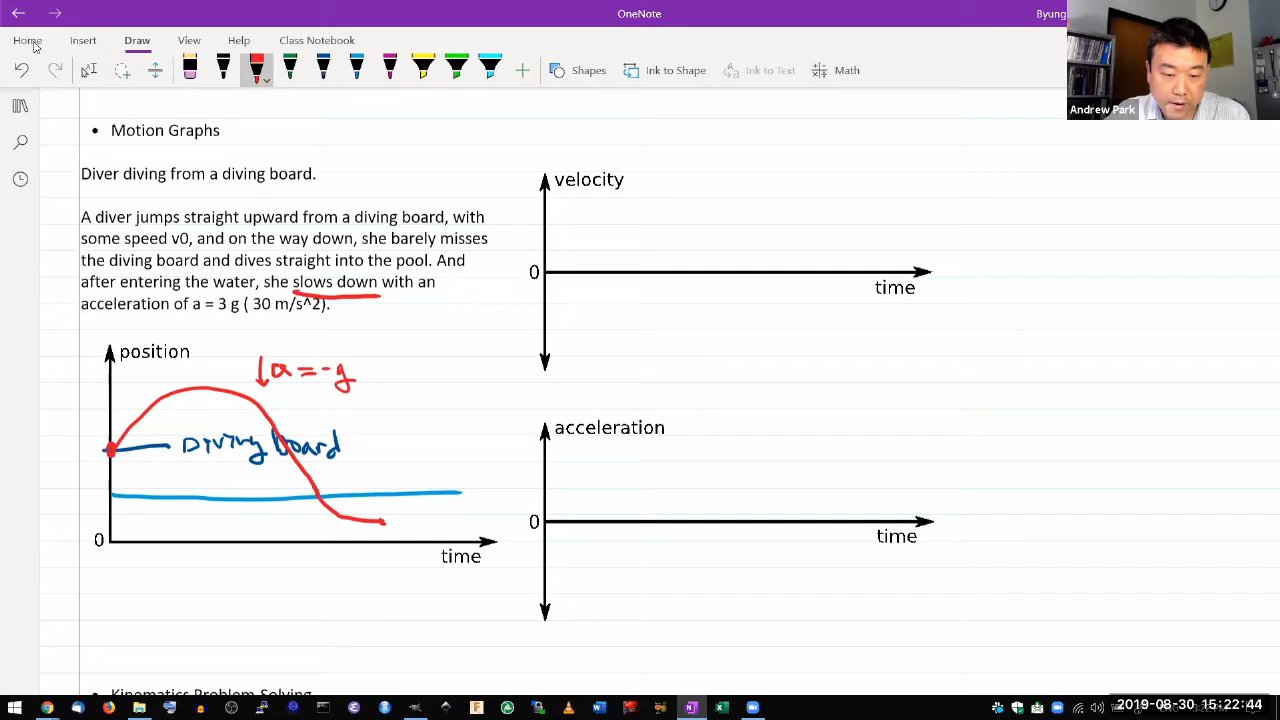 OneNote
Byung
Home
Insert
Draw
View
Help
Class Notebook
Shapes
Ink to Shape
Ink to Text
Math
Andrew Park
• Motion Graphs
Diver diving from a diving board.
A diver jumps straight upward from a diving board, with
some speed v0, and on the way down, she barely misses
the diving board and dives straight into the pool. And
after entering the water, she slows down with an
acceleration of a = 3 g ( 30 m/s^2).
position
↓a = -g
Diving board
0
time
velocity
0
time
acceleration
0
time
• Kinematics Problem-Solving
2019-08-30 15:22:44